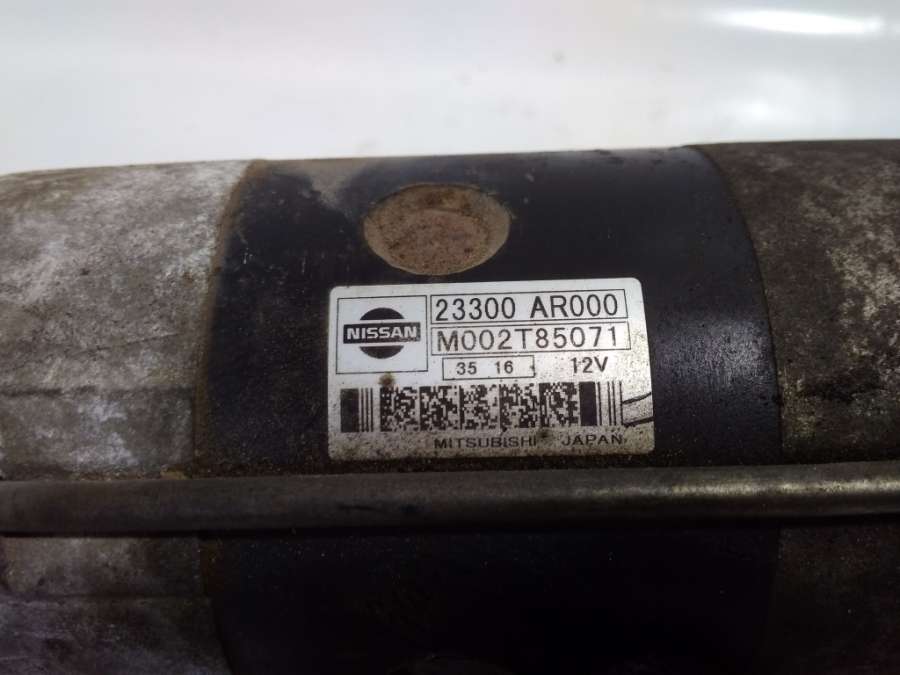 NISSAN
23300 AR000
M002T85071
35 16 12V
MITSUBISHI JAPAN